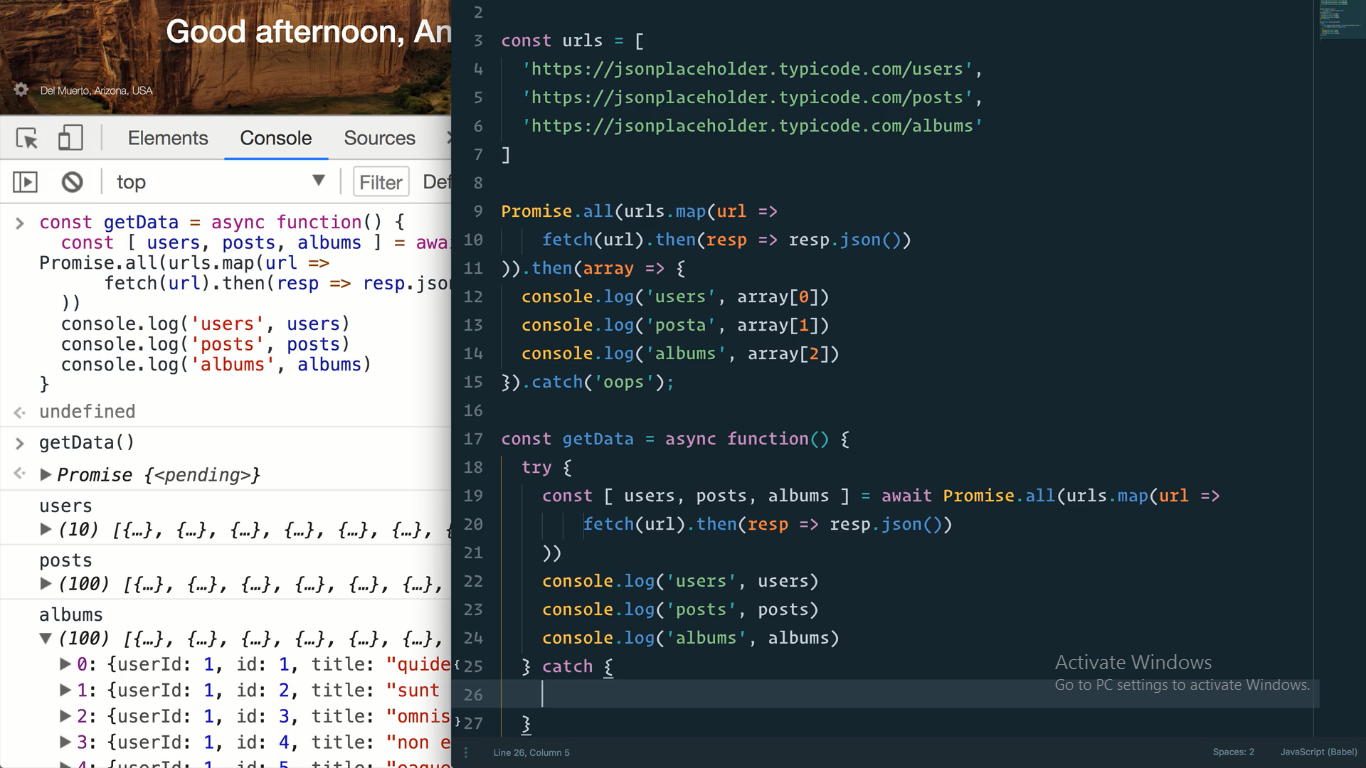 Good afternoon, An
Del Muerto, Arizona, USA
Elements Console Sources
top Filter Def
const getData = async function() {
const [ users, posts, albums ] = awai
Promise.all(urls.map(url =>
fetch(url).then(resp => resp.json
))
console.log('users', users)
console.log('posts', posts)
console.log('albums', albums)
}
undefined
getData()
Promise {<pending>}
users
(10) [{…}, {…}, {…}, {…}, {…}, {…}, {
posts
(100) [{…}, {…}, {…}, {…}, {…}, {…},
albums
(100) [{…}, {…}, {…}, {…}, {…}, {…},
0: {userId: 1, id: 1, title: "quide
1: {userId: 1, id: 2, title: "sunt
2: {userId: 1, id: 3, title: "omnis
3: {userId: 1, id: 4, title: "non e
4: {userId: 1, id: 5, title: "eaque
2
3 const urls = [
4 'https://jsonplaceholder.typicode.com/users',
5 'https://jsonplaceholder.typicode.com/posts',
6 'https://jsonplaceholder.typicode.com/albums'
7 ]
8
9 Promise.all(urls.map(url =>
10 fetch(url).then(resp => resp.json())
11 )).then(array => {
12 console.log('users', array[0])
13 console.log('posta', array[1])
14 console.log('albums', array[2])
15 }).catch('oops');
16
17 const getData = async function() {
18 try {
19 const [ users, posts, albums ] = await Promise.all(urls.map(url =>
20 fetch(url).then(resp => resp.json())
21 ))
22 console.log('users', users)
23 console.log('posts', posts)
24 console.log('albums', albums)
25 } catch {
26
27 }
Activate Windows
Go to PC settings to activate Windows.
Line 26, Column 5
Spaces: 2
JavaScript (Babel)